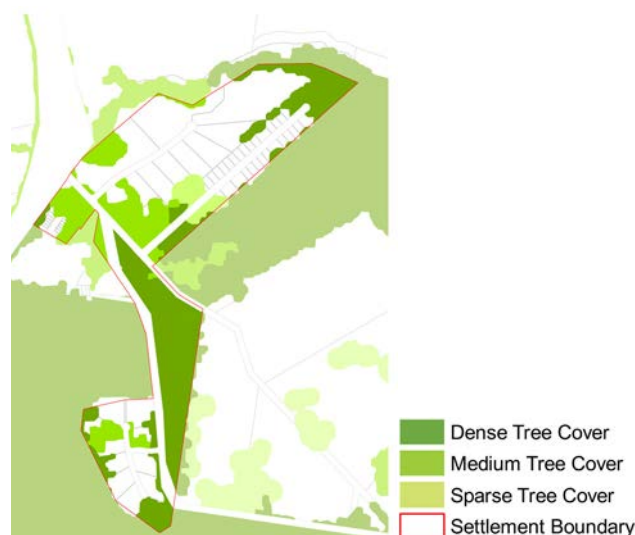 Dense Tree Cover
Medium Tree Cover
Sparse Tree Cover
Settlement Boundary